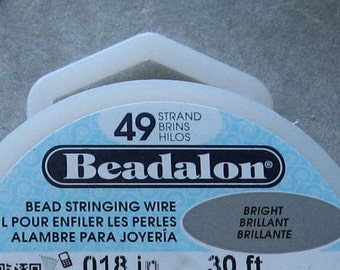 49 STRAND
BRINS
HILOS
Beadalon®
BEAD STRINGING WIRE
L POUR ENFILER LES PERLES
ALAMBRE PARA JOYERÍA
BRIGHT
BRILLANT
BRILLANTE
.018 in 30 ft